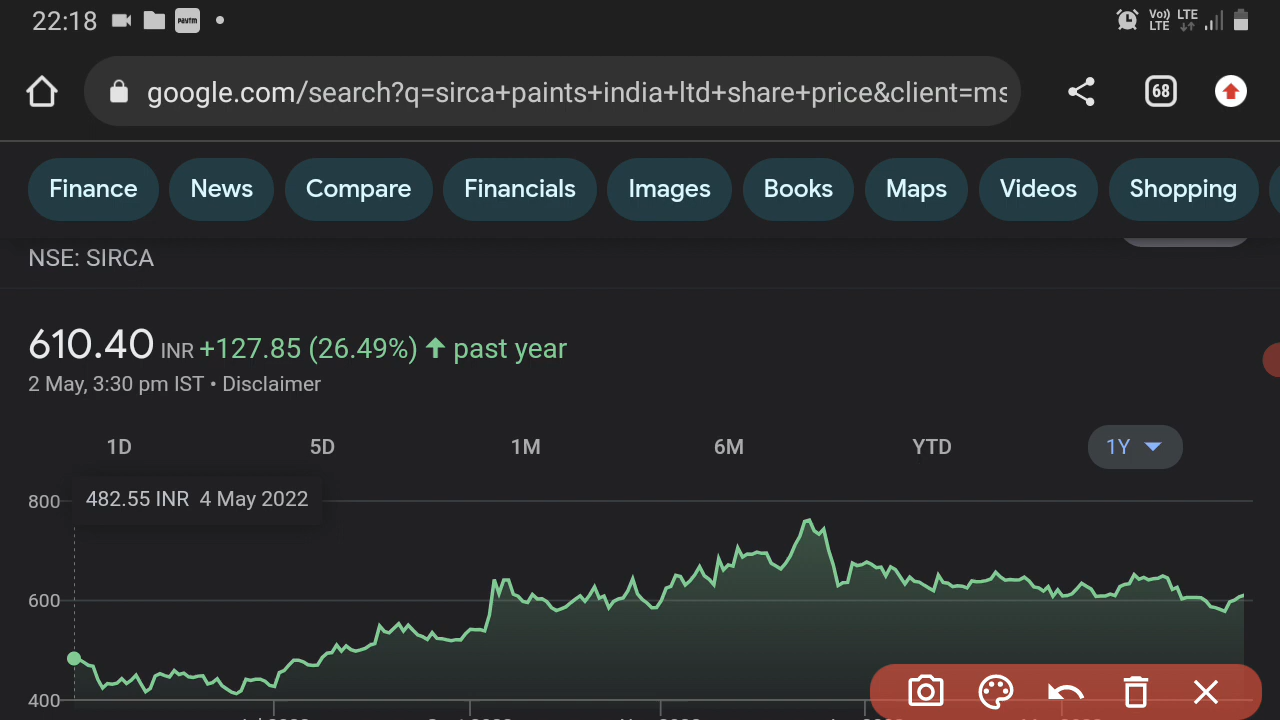 22:18 paytm Vo)) LTE LTE
google.com/search?q=sirca+paints+india+ltd+share+price&client=ms 68
Finance News Compare Financials Images Books Maps Videos Shopping
NSE: SIRCA
610.40 INR +127.85 (26.49%) ↑ past year
2 May, 3:30 pm IST • Disclaimer
1D 5D 1M 6M YTD 1Y
800 482.55 INR 4 May 2022
600
400